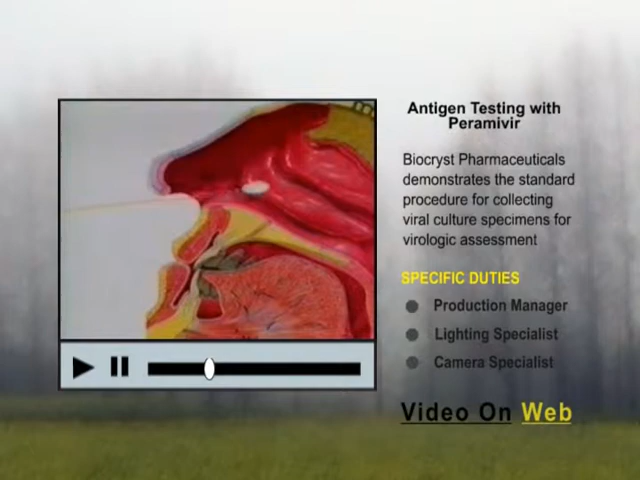 Antigen Testing with
Peramivir
Biocryst Pharmaceuticals
demonstrates the standard
procedure for collecting
viral culture specimens for
virologic assessment
SPECIFIC DUTIES
Production Manager
Lighting Specialist
Camera Specialist
Video On Web